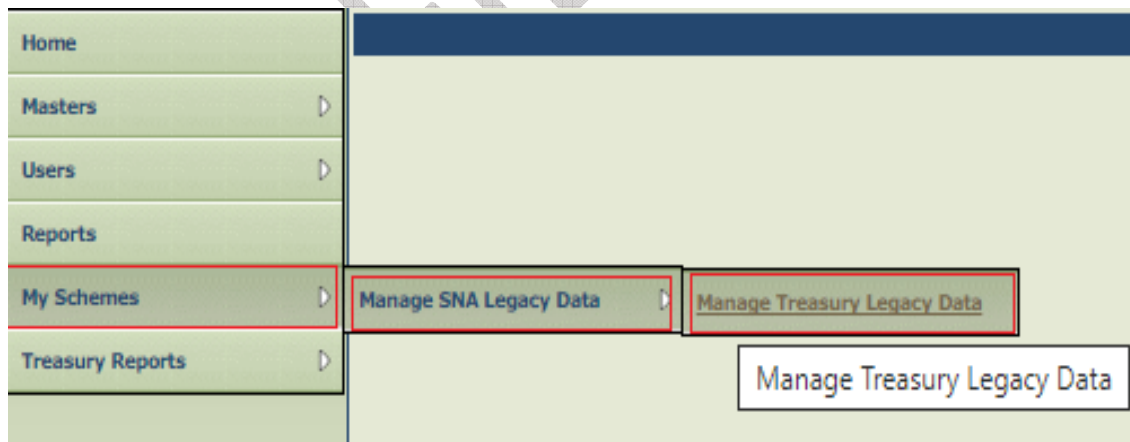 Home
Masters
Users
Reports
My Schemes
Manage SNA Legacy Data
Manage Treasury Legacy Data
Treasury Reports
Manage Treasury Legacy Data